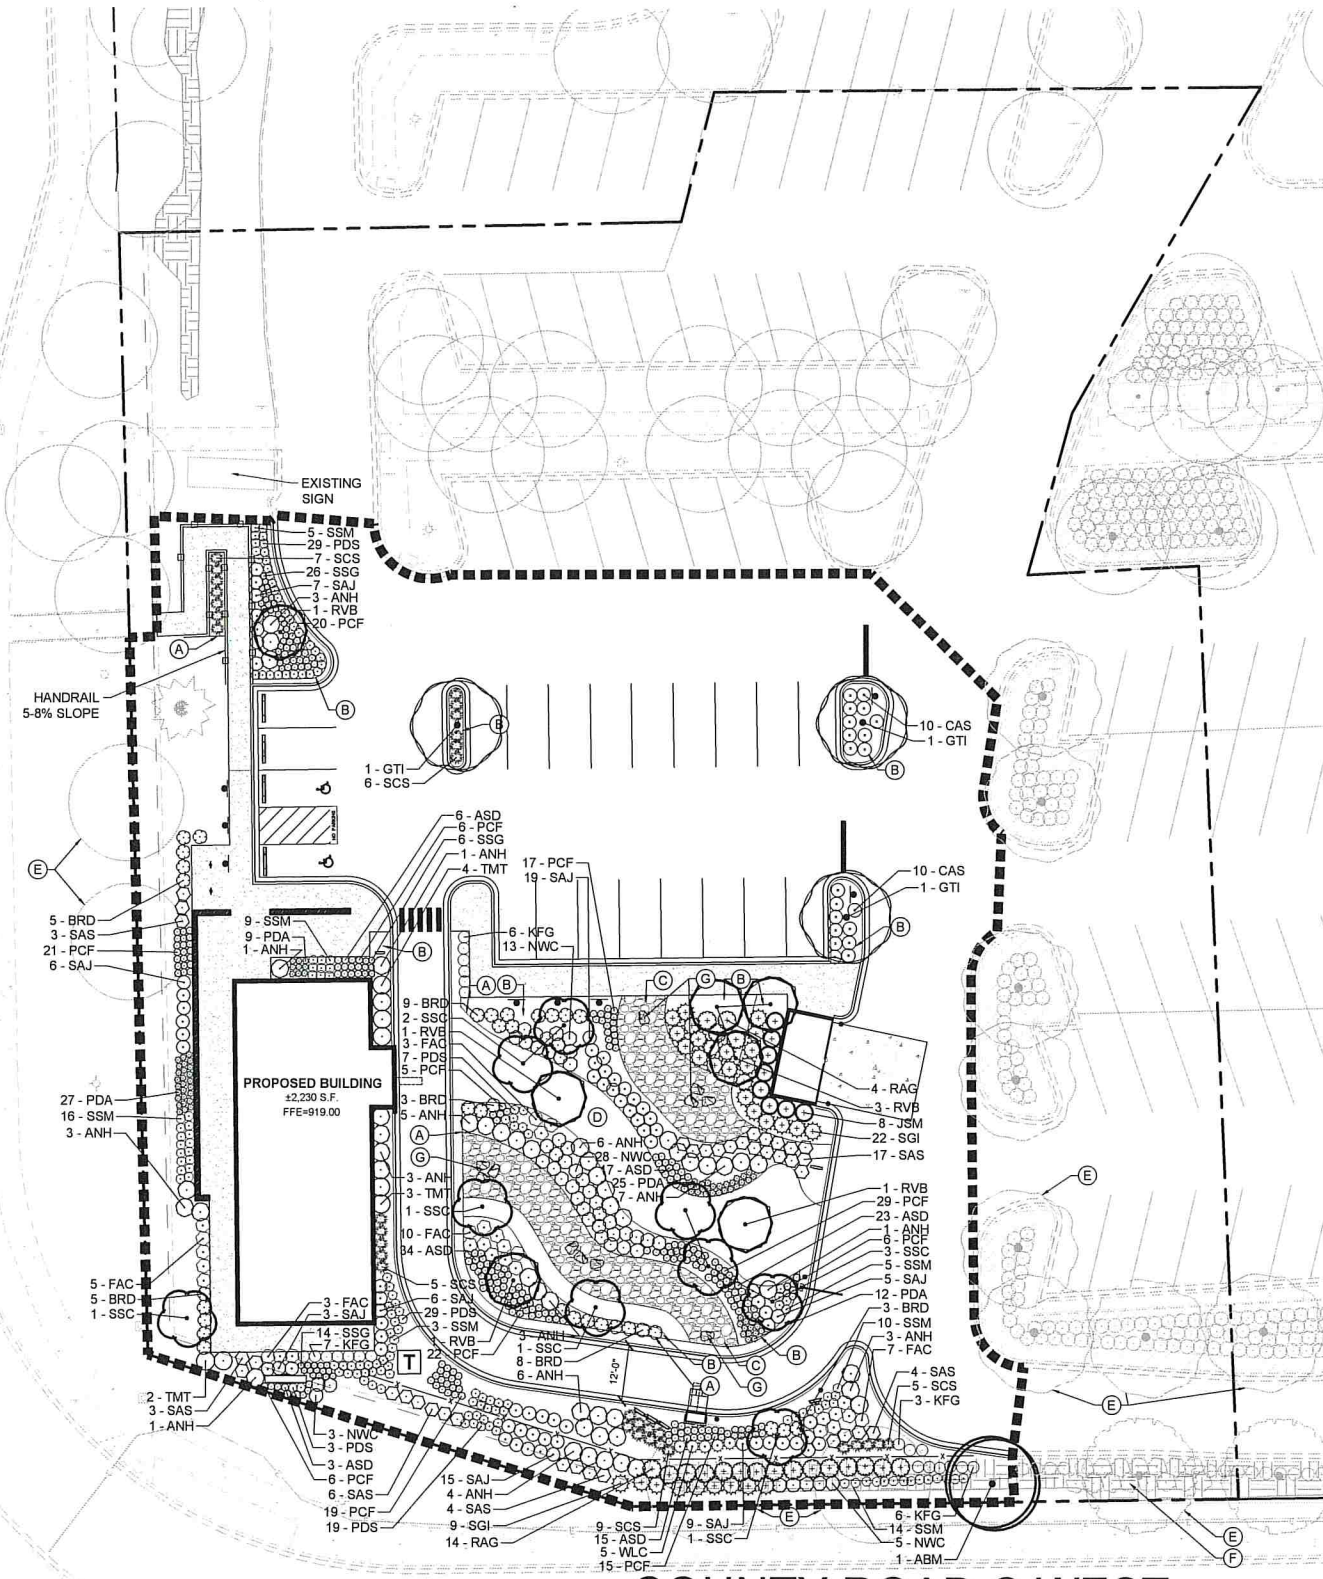 EXISTING
SIGN
5 - SSM
29 - PDS
7 - SCS
26 - SSG
7 - SAJ
3 - ANH
1 - RVB
20 - PCF
A
HANDRAIL
5-8% SLOPE
B
1 - GTI
6 - SCS
B
10 - CAS
1 - GTI
B
NO PARKING
E
6 - ASD
6 - PCF
6 - SSG
1 - ANH
4 - TMT
17 - PCF
19 - SAJ
10 - CAS
1 - GTI
B
5 - BRD
3 - SAS
21 - PCF
6 - SAJ
9 - SSM
9 - PDA
1 - ANH
B
6 - KFG
13 - NWC
A
B
C
G
B
9 - BRD
2 - SSC
1 - RVB
3 - FAC
7 - PDS
5 - PCF
PROPOSED BUILDING
±2,230 S.F.
FFE=919.00
3 - BRD
5 - ANH
A
G
D
4 - RAG
3 - RVB
8 - JSM
22 - SGI
17 - SAS
27 - PDA
16 - SSM
3 - ANH
6 - ANH
28 - NWC
17 - ASD
25 - PDA
7 - ANH
3 - ANH
3 - TMT
1 - SSC
10 - FAC
34 - ASD
1 - RVB
29 - PCF
23 - ASD
1 - ANH
6 - PCF
3 - SSC
5 - SSM
5 - SAJ
12 - PDA
3 - BRD
10 - SSM
3 - ANH
7 - FAC
E
5 - FAC
5 - BRD
1 - SSC
3 - FAC
3 - SAJ
14 - SSG
7 - KFG
5 - SCS
6 - SAJ
29 - PDS
3 - SSM
1 - RVB
22 - PCF
T
3 - ANH
1 - SSC
8 - BRD
6 - ANH
12'-0"
B
C
B
A
G
4 - SAS
5 - SCS
3 - KFG
E
2 - TMT
3 - SAS
1 - ANH
3 - NWC
3 - PDS
3 - ASD
6 - PCF
6 - SAS
19 - PCF
19 - PDS
15 - SAJ
4 - ANH
4 - SAS
9 - SGI
14 - RAG
9 - SCS
15 - ASD
5 - WLC
15 - PCF
9 - SAJ
1 - SSC
E
6 - KFG
14 - SSM
5 - NWC
1 - ABM
E
F